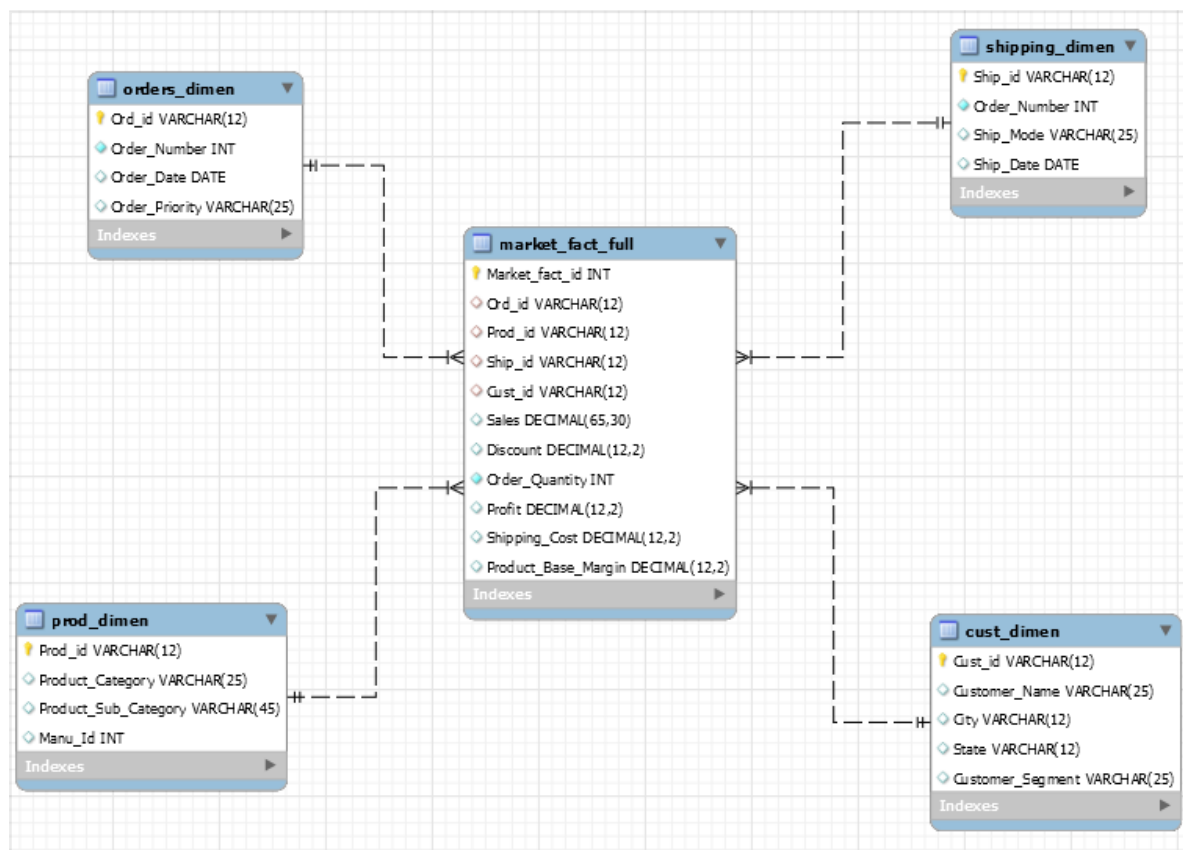 orders_dimen
Ord_id VARCHAR(12)
Order_Number INT
Order_Date DATE
Order_Priority VARCHAR(25)
Indexes
shipping_dimen
Ship_id VARCHAR(12)
Order_Number INT
Ship_Mode VARCHAR(25)
Ship_Date DATE
Indexes
market_fact_full
Market_fact_id INT
Ord_id VARCHAR(12)
Prod_id VARCHAR(12)
Ship_id VARCHAR(12)
Cust_id VARCHAR(12)
Sales DECIMAL(65,30)
Discount DECIMAL(12,2)
Order_Quantity INT
Profit DECIMAL(12,2)
Shipping_Cost DECIMAL(12,2)
Product_Base_Margin DECIMAL(12,2)
Indexes
prod_dimen
Prod_id VARCHAR(12)
Product_Category VARCHAR(25)
Product_Sub_Category VARCHAR(45)
Manu_Id INT
Indexes
cust_dimen
Cust_id VARCHAR(12)
Customer_Name VARCHAR(25)
City VARCHAR(12)
State VARCHAR(12)
Customer_Segment VARCHAR(25)
Indexes